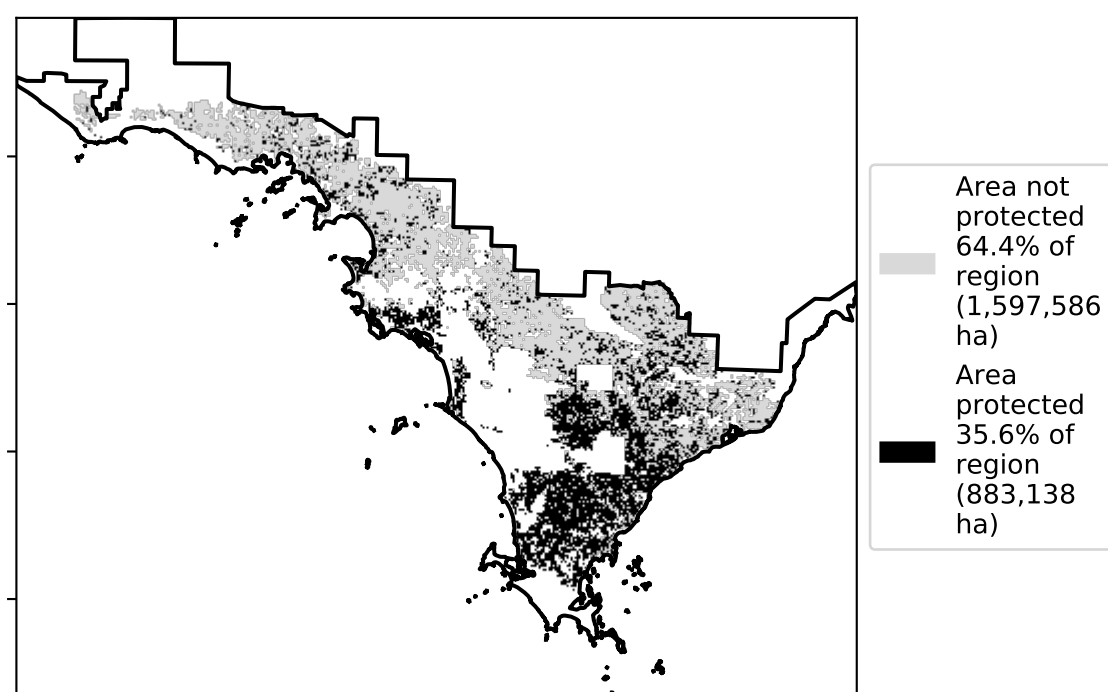 Area not
protected
64.4% of
region
(1,597,586
ha)
Area
protected
35.6% of
region
(883,138
ha)